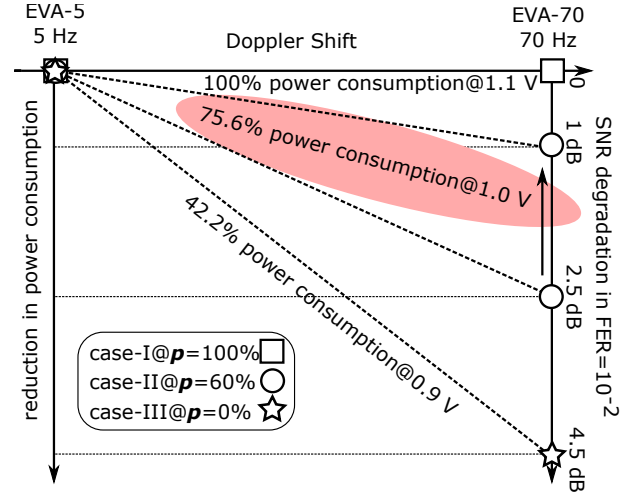 EVA-5
5 Hz
Doppler Shift
EVA-70
70 Hz
100% power consumption@1.1 V
0
75.6% power consumption@1.0 V
1 dB
42.2% power consumption@0.9 V
2.5 dB
4.5 dB
reduction in power consumption
SNR degradation in FER=10^-2
case-I@p=100%
case-II@p=60%
case-III@p=0%